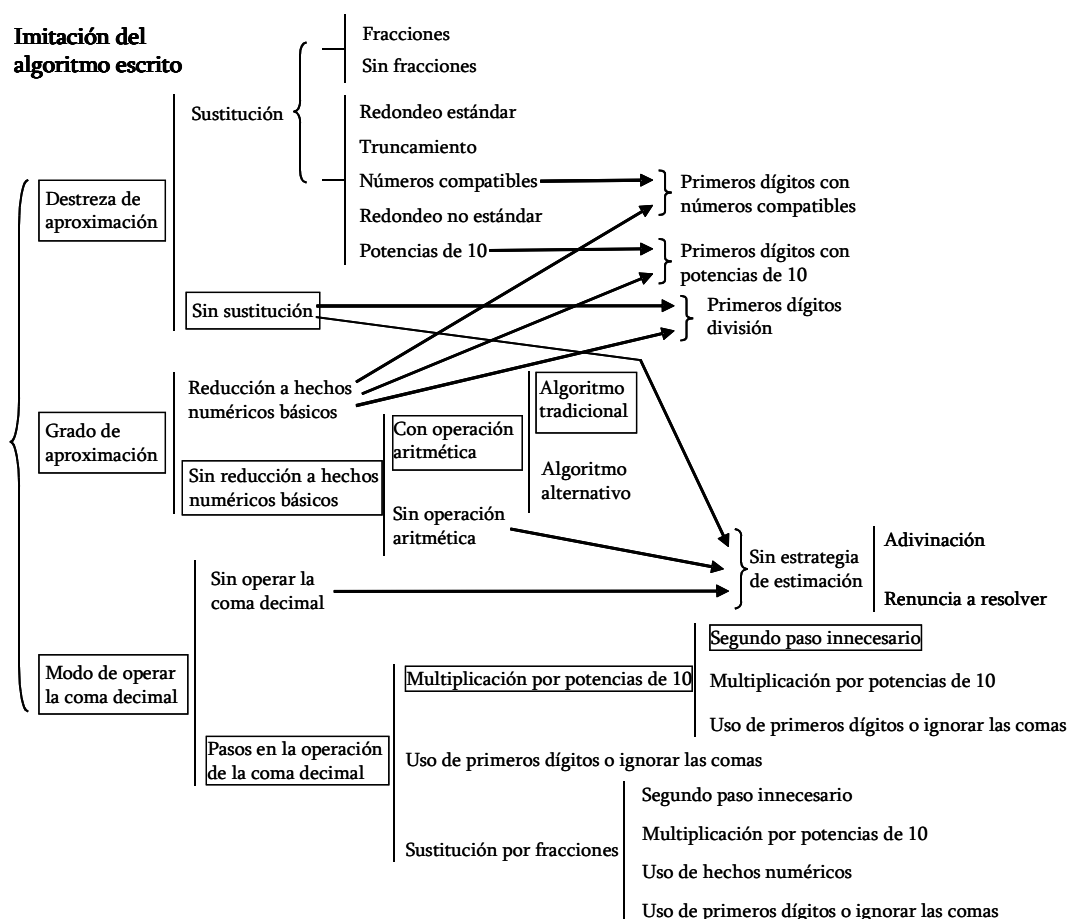 Imitación del
algoritmo escrito
Fracciones
Sin fracciones
Sustitución
Redondeo estándar
Truncamiento
Números compatibles
Redondeo no estándar
Potencias de 10
Primeros dígitos con
números compatibles
Primeros dígitos con
potencias de 10
Primeros dígitos
división
Destreza de
aproximación
Sin sustitución
Reducción a hechos
numéricos básicos
Grado de
aproximación
Sin reducción a hechos
numéricos básicos
Con operación
aritmética
Algoritmo
tradicional
Algoritmo
alternativo
Sin operación
aritmética
Sin estrategia
de estimación
Adivinación
Renuncia a resolver
Sin operar la
coma decimal
Modo de operar
la coma decimal
Pasos en la operación
de la coma decimal
Multiplicación por potencias de 10
Segundo paso innecesario
Multiplicación por potencias de 10
Uso de primeros dígitos o ignorar las comas
Uso de primeros dígitos o ignorar las comas
Sustitución por fracciones
Segundo paso innecesario
Multiplicación por potencias de 10
Uso de hechos numéricos
Uso de primeros dígitos o ignorar las comas